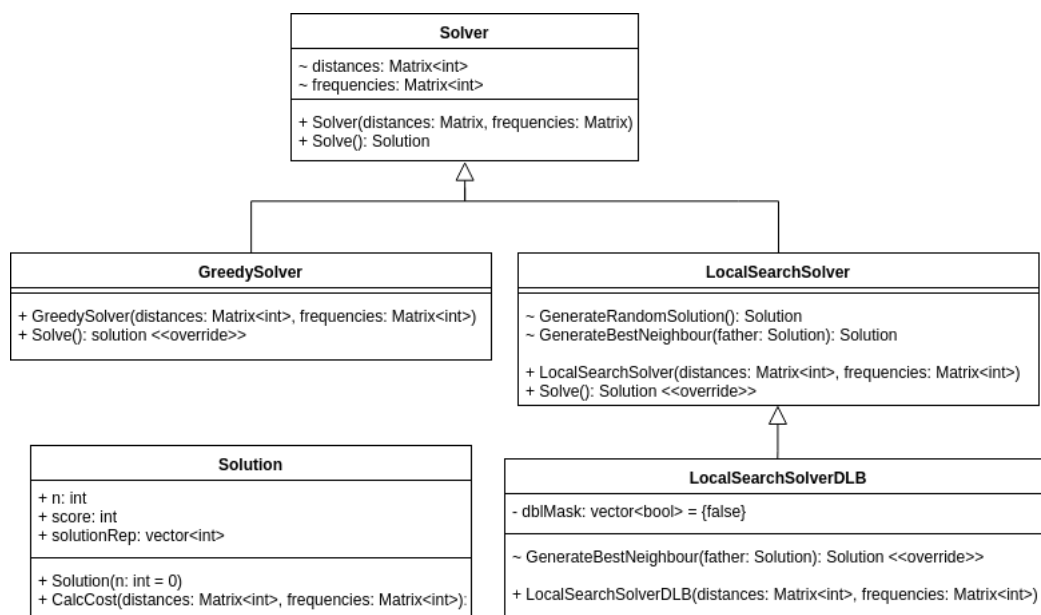 Solver
~ distances: Matrix<int>
~ frequencies: Matrix<int>
+ Solver(distances: Matrix, frequencies: Matrix)
+ Solve(): Solution
GreedySolver
+ GreedySolver(distances: Matrix<int>, frequencies: Matrix<int>)
+ Solve(): solution <<override>>
LocalSearchSolver
~ GenerateRandomSolution(): Solution
~ GenerateBestNeighbour(father: Solution): Solution
+ LocalSearchSolver(distances: Matrix<int>, frequencies: Matrix<int>)
+ Solve(): Solution <<override>>
Solution
+ n: int
+ score: int
+ solutionRep: vector<int>
+ Solution(n: int = 0)
+ CalcCost(distances: Matrix<int>, frequencies: Matrix<int>):
LocalSearchSolverDLB
- dblMask: vector<bool> = {false}
~ GenerateBestNeighbour(father: Solution): Solution <<override>>
+ LocalSearchSolverDLB(distances: Matrix<int>, frequencies: Matrix<int>)